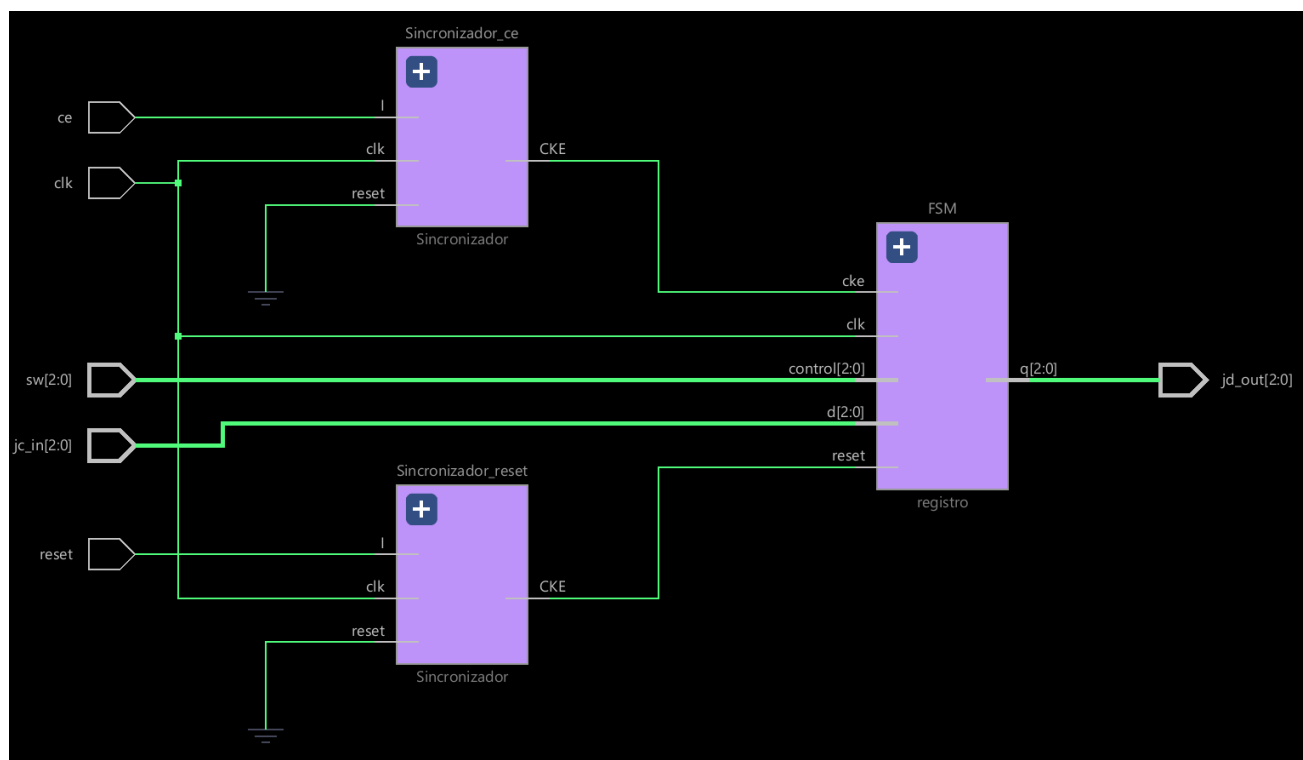 Sincronizador_ce
ce
I
clk
clk
CKE
reset
Sincronizador
FSM
cke
clk
sw[2:0]
control[2:0]
q[2:0]
jd_out[2:0]
jc_in[2:0]
d[2:0]
reset
Sincronizador_reset
registro
reset
I
clk
CKE
reset
Sincronizador